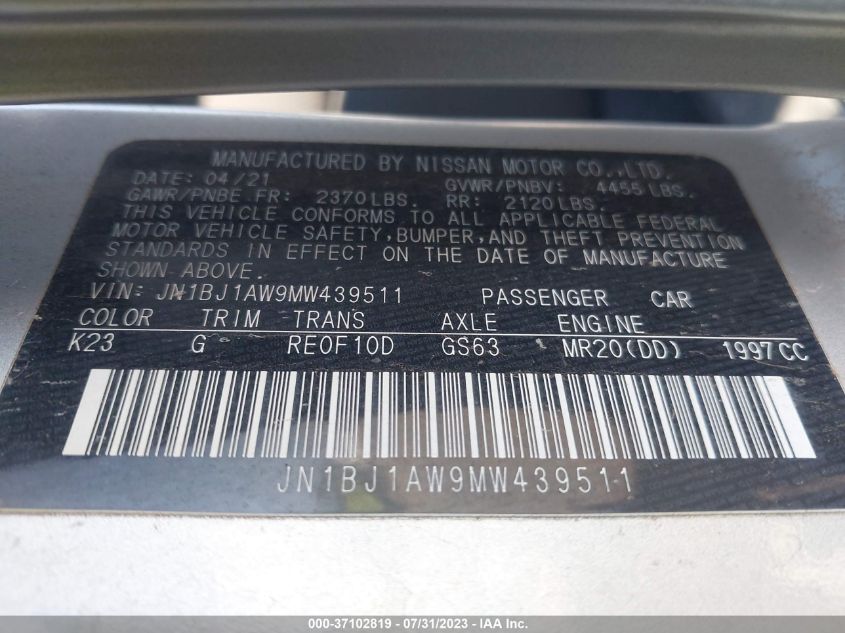 MANUFACTURED BY NISSAN MOTOR CO.,LTD.
DATE: 04/21 GVWR/PNBV: 4455 LBS.
GAWR/PNBE FR: 2370LBS. RR: 2120LBS.
THIS VEHICLE CONFORMS TO ALL APPLICABLE FEDERAL
MOTOR VEHICLE SAFETY,BUMPER,AND THEFT PREVENTION
STANDARDS IN EFFECT ON THE DATE OF MANUFACTURE
SHOWN ABOVE.
VIN: JN1BJ1AW9MW439511 PASSENGER CAR
COLOR TRIM TRANS AXLE ENGINE
K23 G RE0F10D GS63 MR20(DD) 1997CC
JN1BJ1AW9MW439511
000-37102819 - 07/31/2023 - IAA Inc.